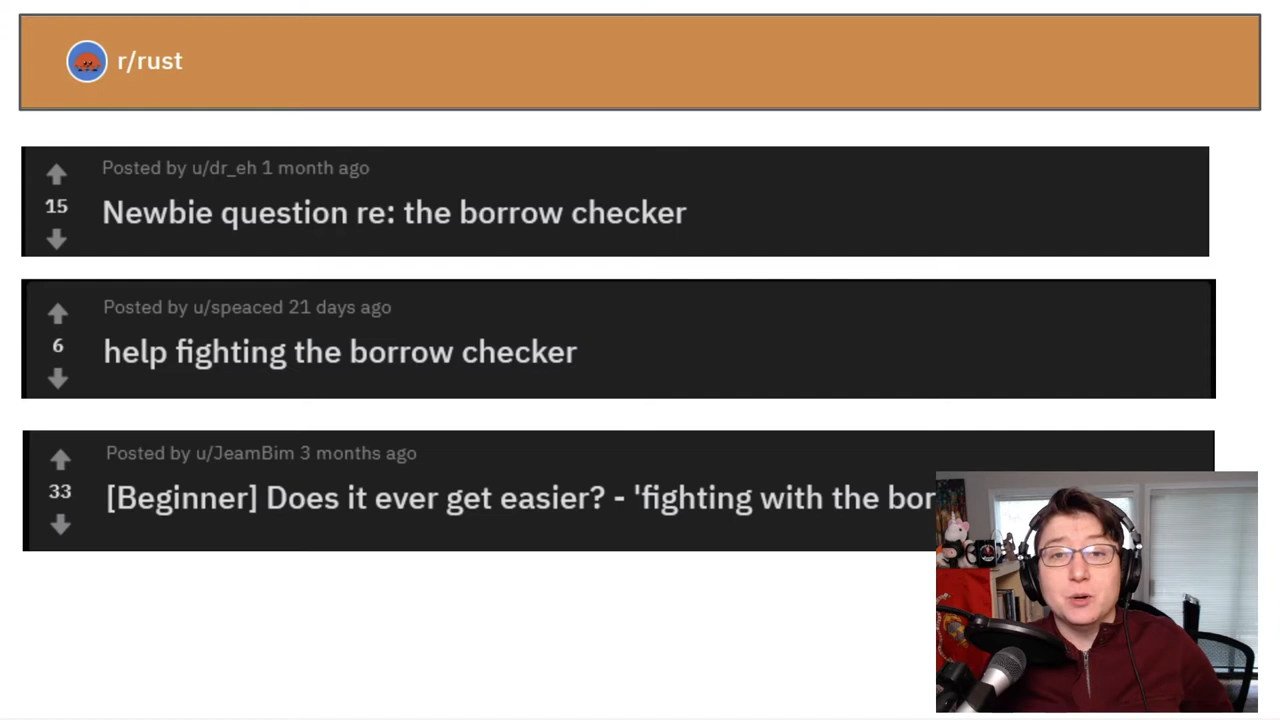 r/rust
Posted by u/dr_eh 1 month ago
15
Newbie question re: the borrow checker
Posted by u/speaced 21 days ago
6
help fighting the borrow checker
Posted by u/JeamBim 3 months ago
33
[Beginner] Does it ever get easier? - 'fighting with the bor